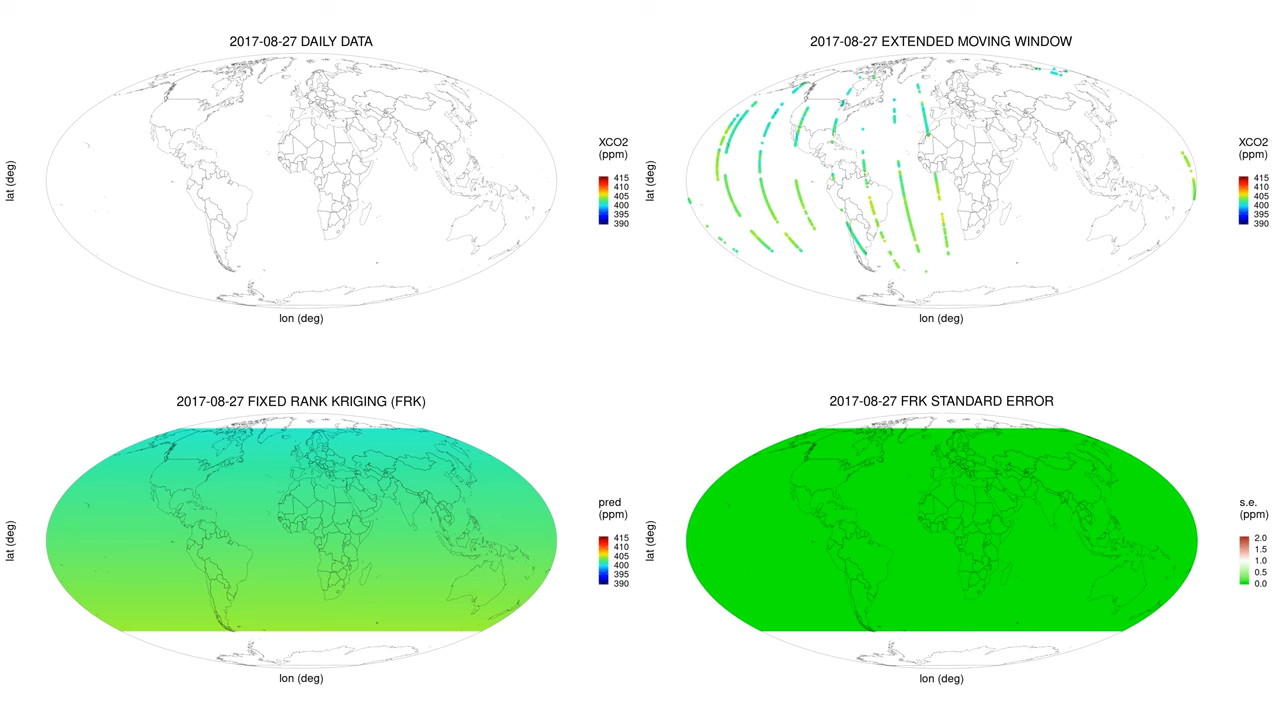 2017-08-27 DAILY DATA
lat (deg)
lon (deg)
XCO2
(ppm)
415
410
405
400
395
390
2017-08-27 EXTENDED MOVING WINDOW
lat (deg)
lon (deg)
XCO2
(ppm)
415
410
405
400
395
390
2017-08-27 FIXED RANK KRIGING (FRK)
lat (deg)
lon (deg)
pred
(ppm)
415
410
405
400
395
390
2017-08-27 FRK STANDARD ERROR
lat (deg)
lon (deg)
s.e.
(ppm)
2.0
1.5
1.0
0.5
0.0